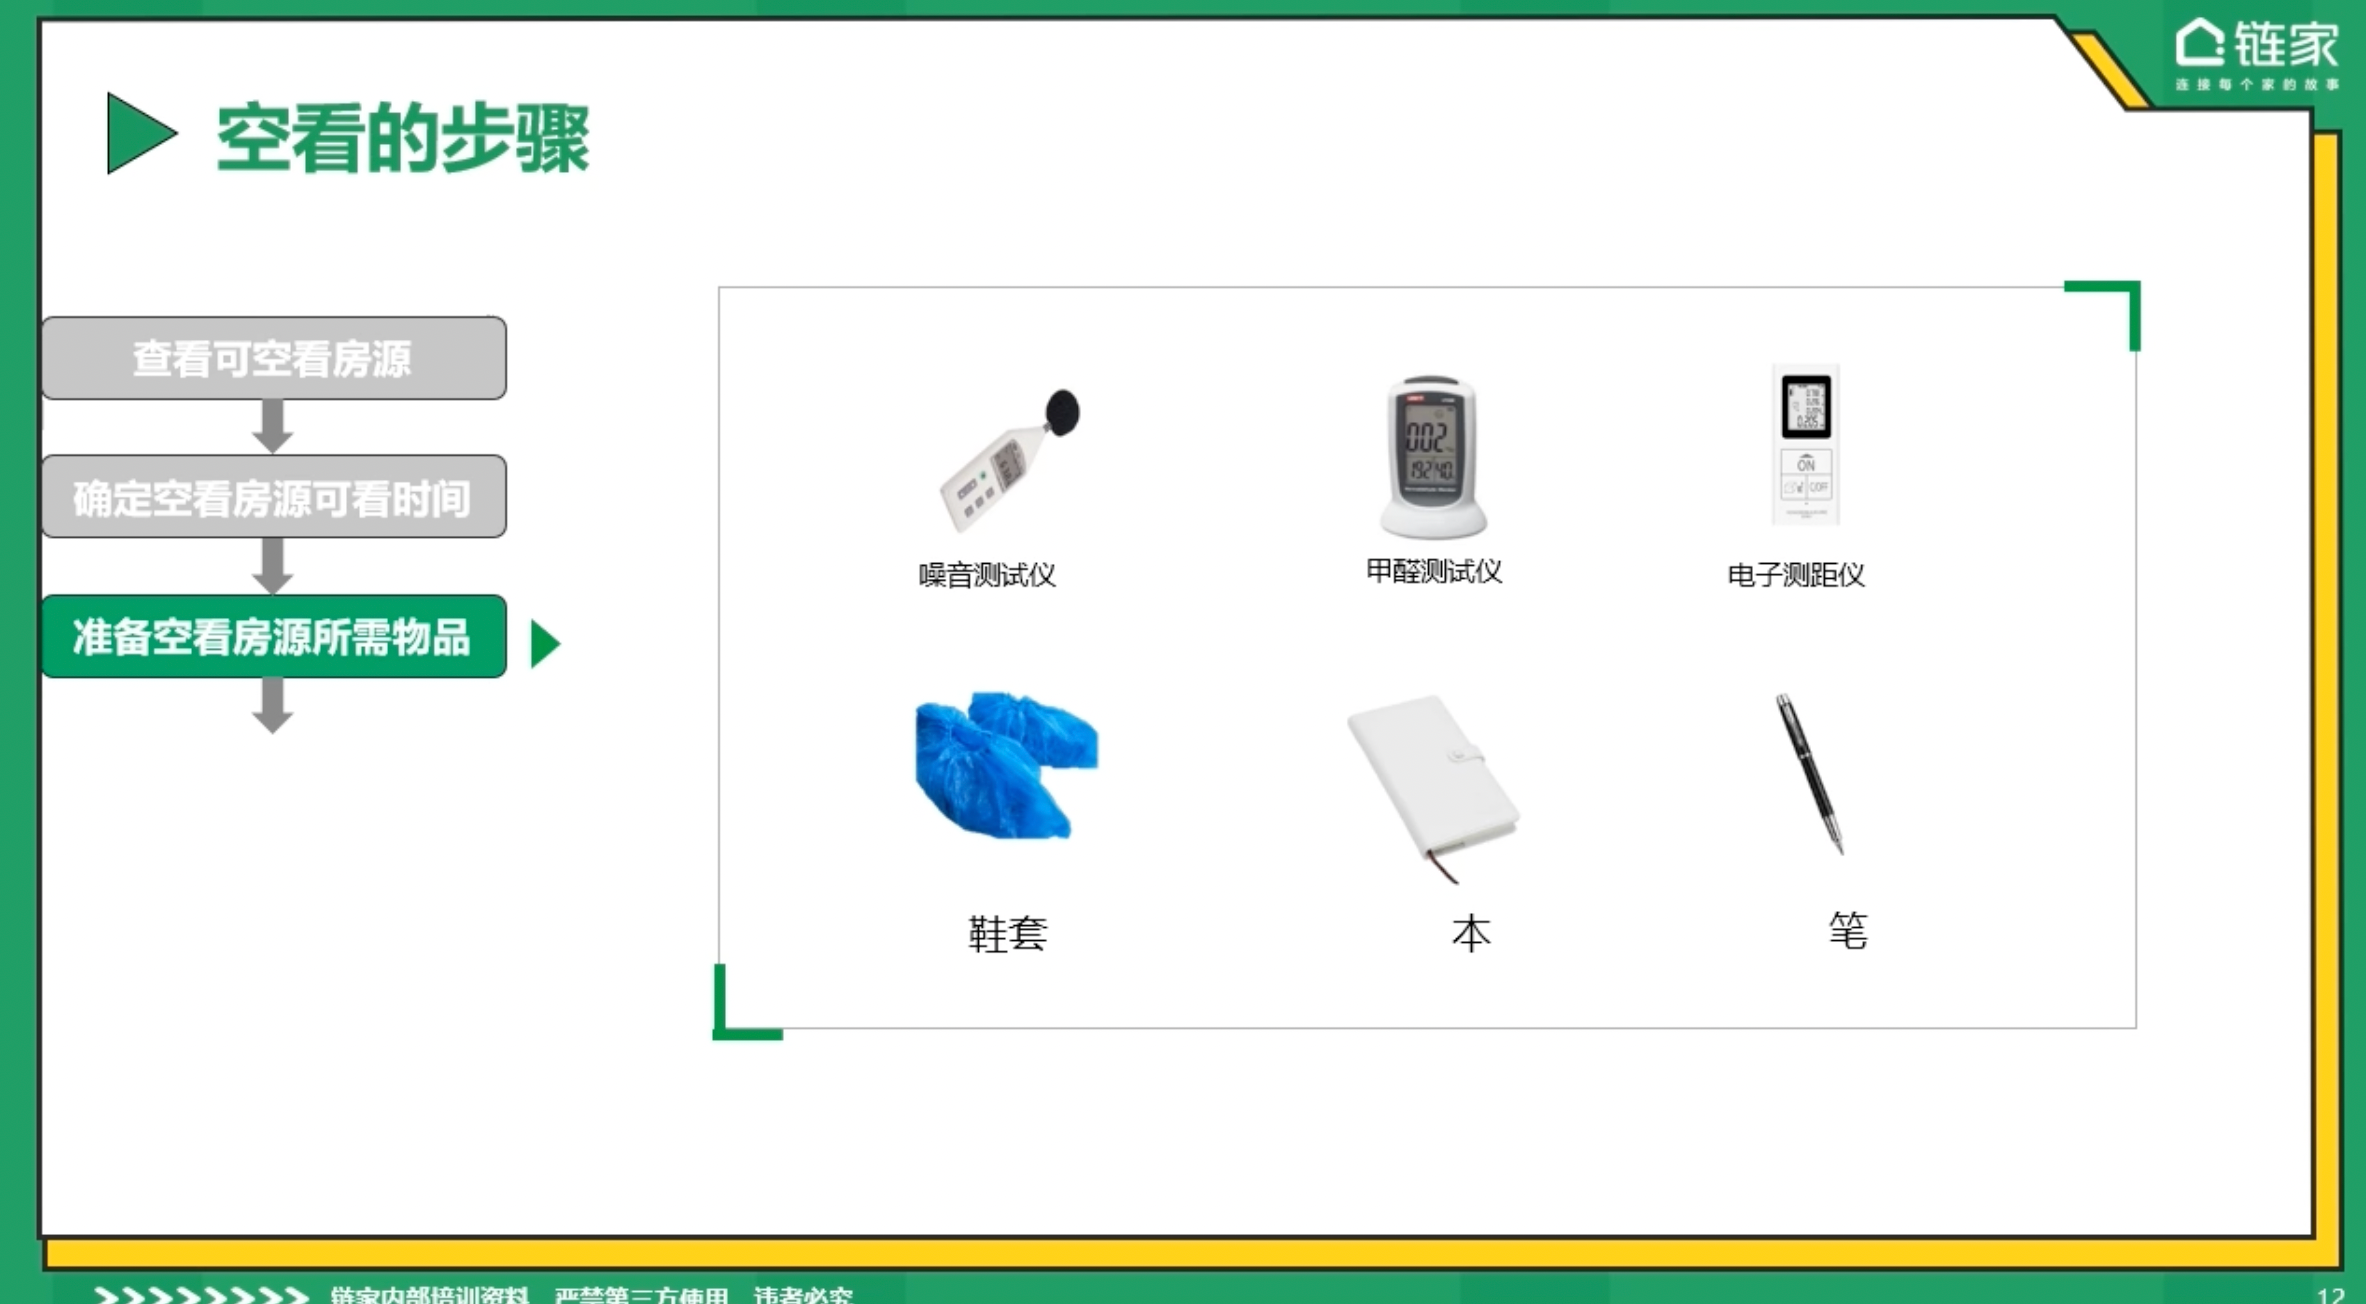 链家
连接每个家的故事
空看的步骤
查看可空看房源
确定空看房源可看时间
准备空看房源所需物品
002
ON
OFF
噪音测试仪
甲醛测试仪
电子测距仪
鞋套
本
笔
链家内部培训资料 严禁第三方使用 违者必究
12